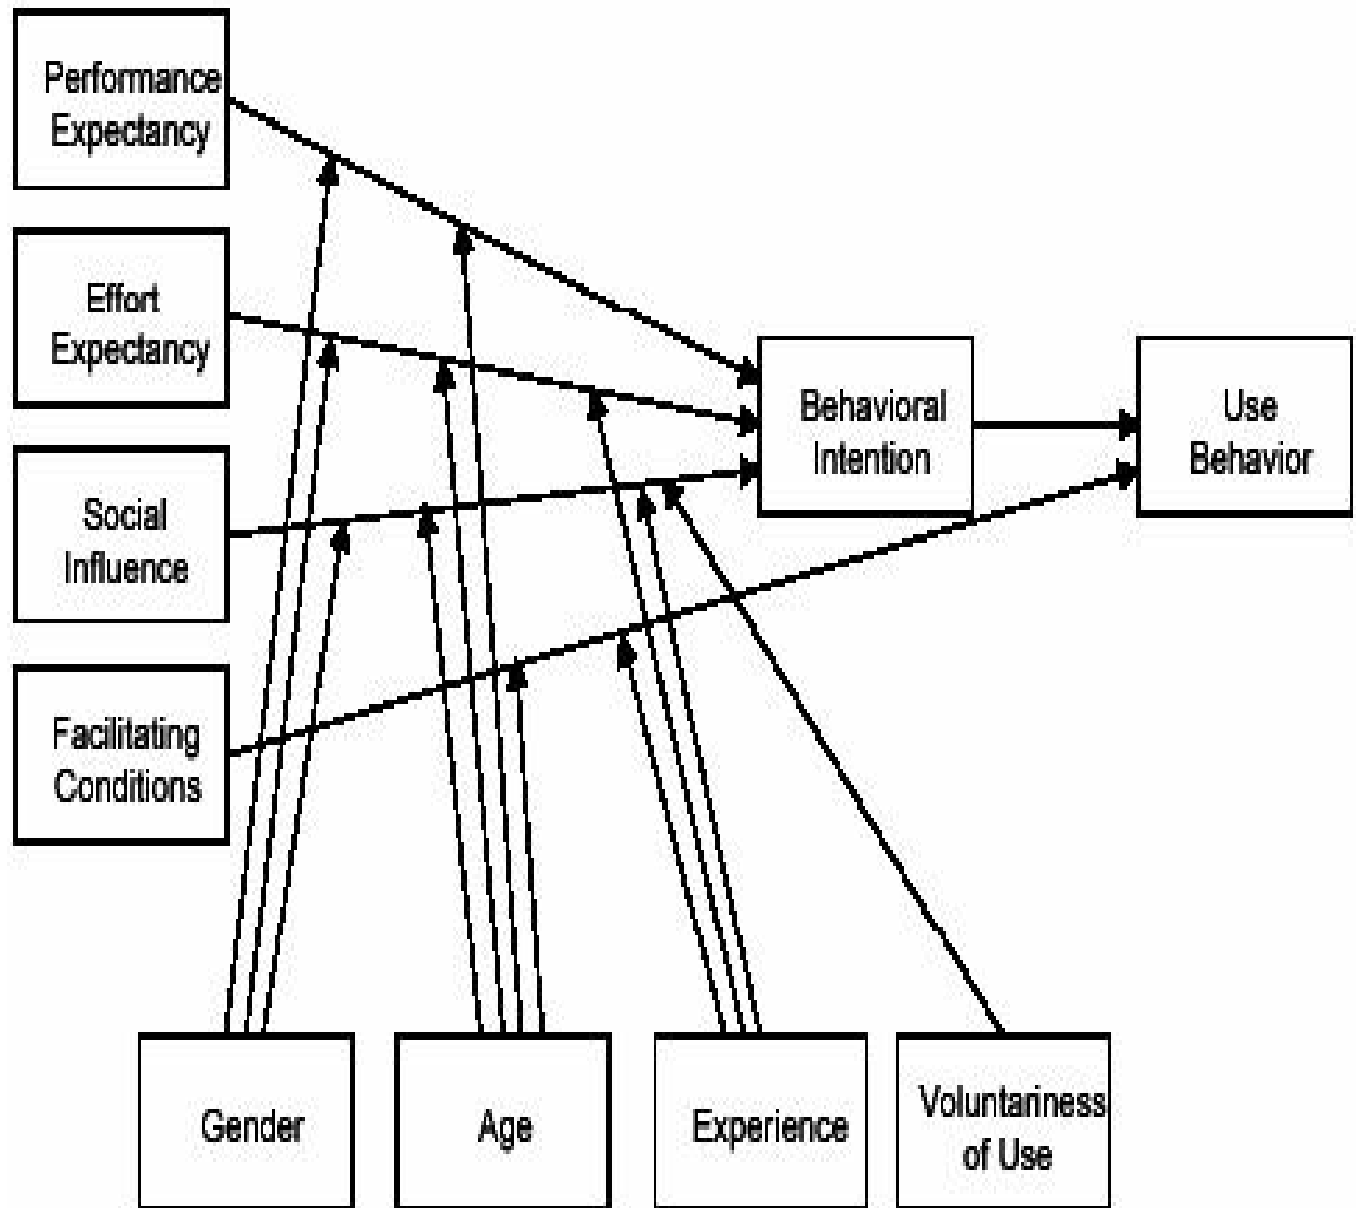 Performance
Expectancy
Effort
Expectancy
Social
Influence
Facilitating
Conditions
Behavioral
Intention
Use
Behavior
Gender
Age
Experience
Voluntariness
of Use